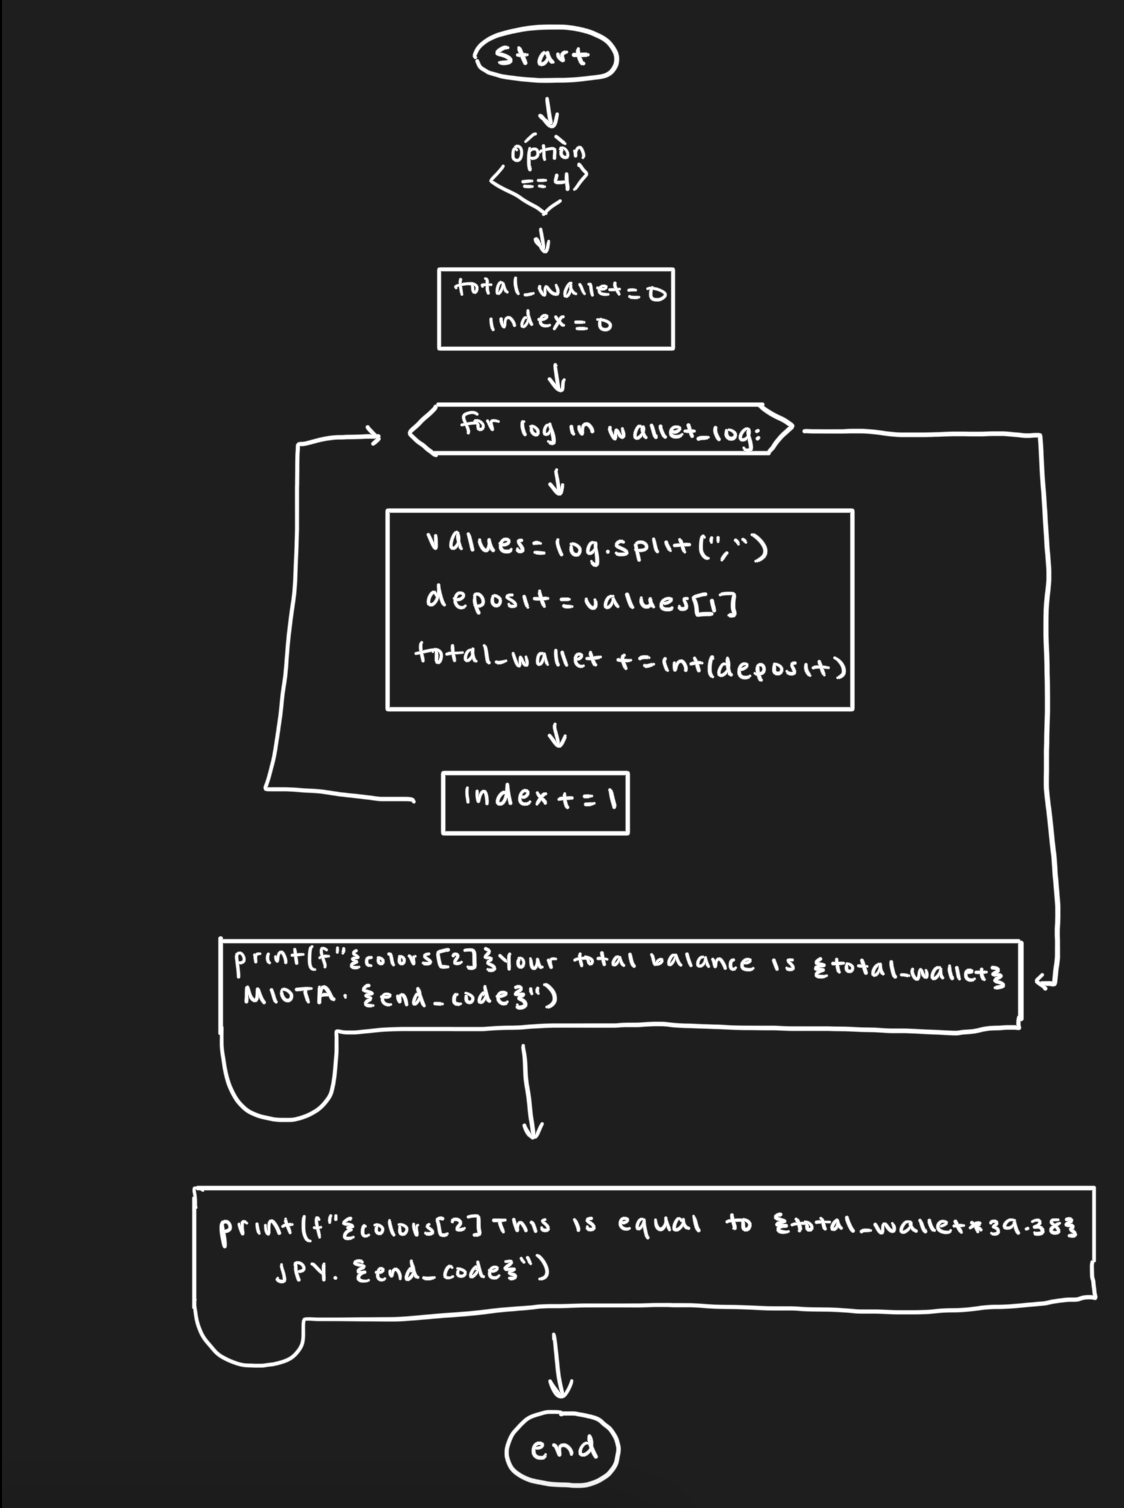 start
option
==4
total_wallet=0
index=0
for log in wallet_log:
values=log.split(",")
deposit=values[1]
total_wallet +=int(deposit)
index+=1
print(f"{colors[2]}Your total balance is {total_wallet}
MIOTA. {end_code}")
print(f"{colors[2] This is equal to {total_wallet*39.38}
JPY. {end_code}")
end